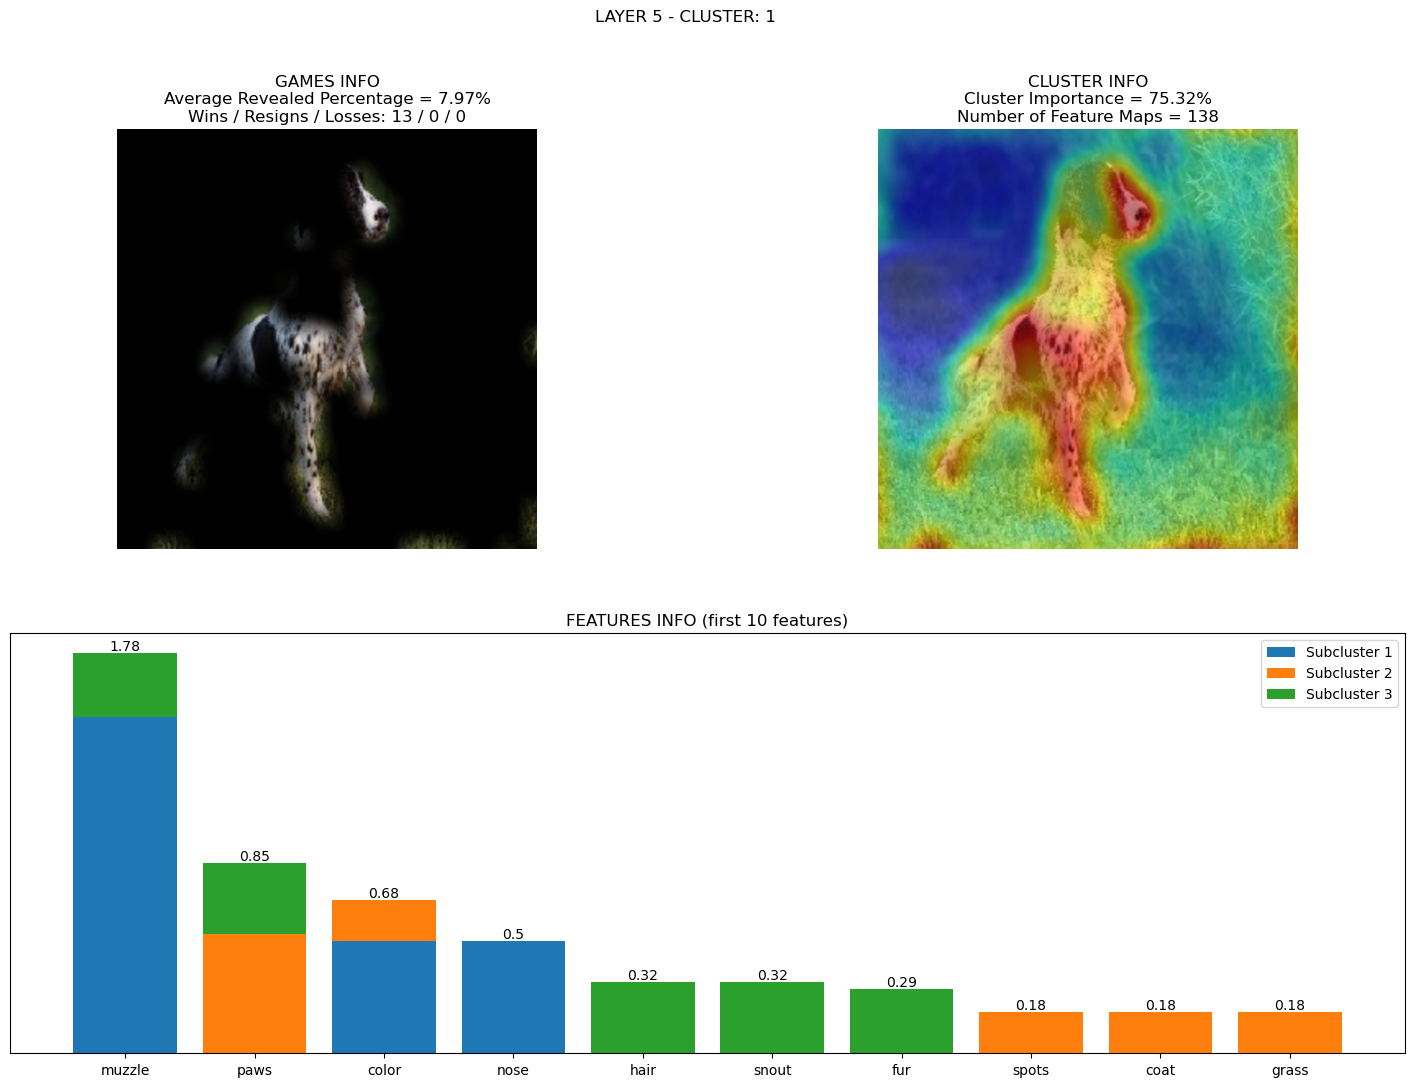 LAYER 5 - CLUSTER: 1
GAMES INFO
Average Revealed Percentage = 7.97%
Wins / Resigns / Losses: 13 / 0 / 0
CLUSTER INFO
Cluster Importance = 75.32%
Number of Feature Maps = 138
FEATURES INFO (first 10 features)
Subcluster 1
Subcluster 2
Subcluster 3
1.78
0.85
0.68
0.5
0.32
0.32
0.29
0.18
0.18
0.18
muzzle
paws
color
nose
hair
snout
fur
spots
coat
grass